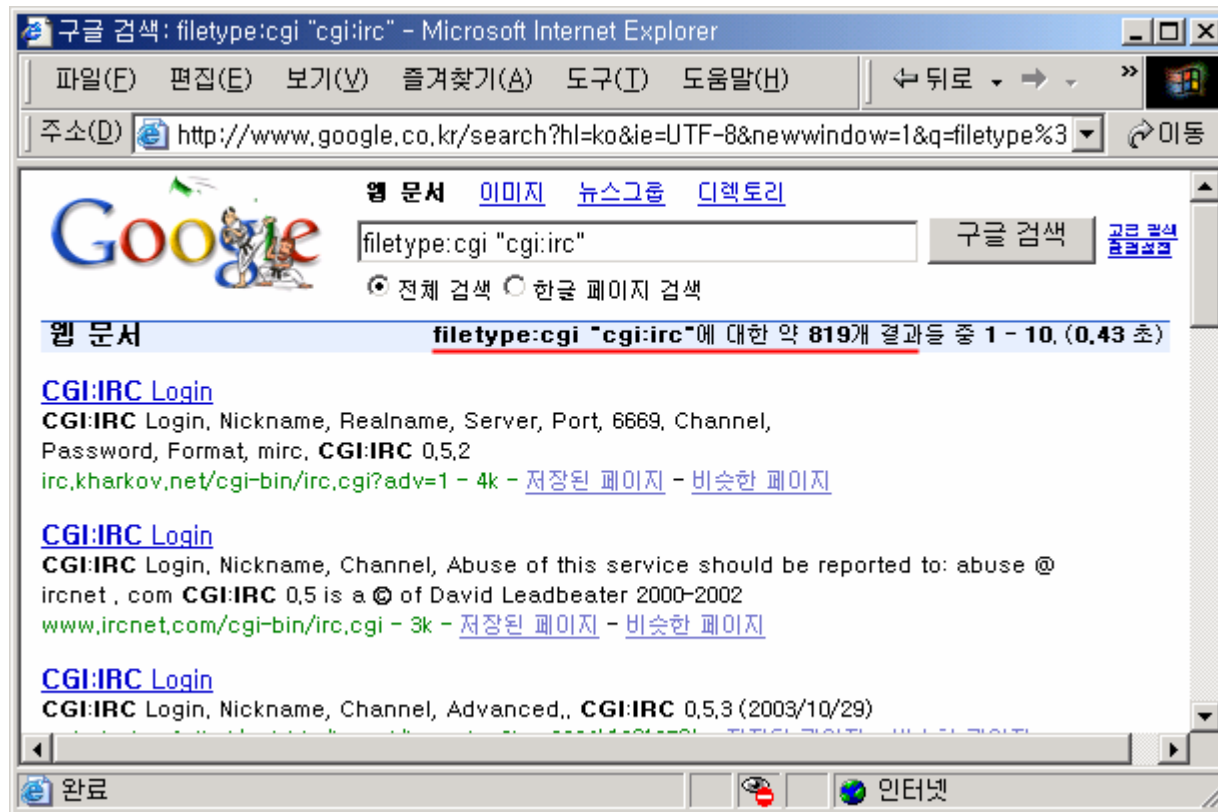 구글 검색: filetype:cgi "cgi:irc" - Microsoft Internet Explorer
파일(F) 편집(E) 보기(V) 즐겨찾기(A) 도구(T) 도움말(H) 뒤로 »
주소(D) http://www.google.co.kr/search?hl=ko&ie=UTF-8&newwindow=1&q=filetype%3 이동
Google
웹 문서 이미지 뉴스그룹 디렉토리
filetype:cgi "cgi:irc" 구글 검색 고급 검색
전체 검색 한글 페이지 검색
웹 문서 filetype:cgi "cgi:irc"에 대한 약 819개 결과들 중 1 - 10, (0.43 초)
CGI:IRC Login
CGI:IRC Login, Nickname, Realname, Server, Port, 6669, Channel,
Password, Format, mirc, CGI:IRC 0.5.2
irc.kharkov.net/cgi-bin/irc.cgi?adv=1 - 4k - 저장된 페이지 - 비슷한 페이지
CGI:IRC Login
CGI:IRC Login, Nickname, Channel, Abuse of this service should be reported to: abuse @
ircnet . com CGI:IRC 0.5 is a © of David Leadbeater 2000-2002
www.ircnet.com/cgi-bin/irc.cgi - 3k - 저장된 페이지 - 비슷한 페이지
CGI:IRC Login
CGI:IRC Login, Nickname, Channel, Advanced,, CGI:IRC 0.5.3 (2003/10/29)
완료 인터넷